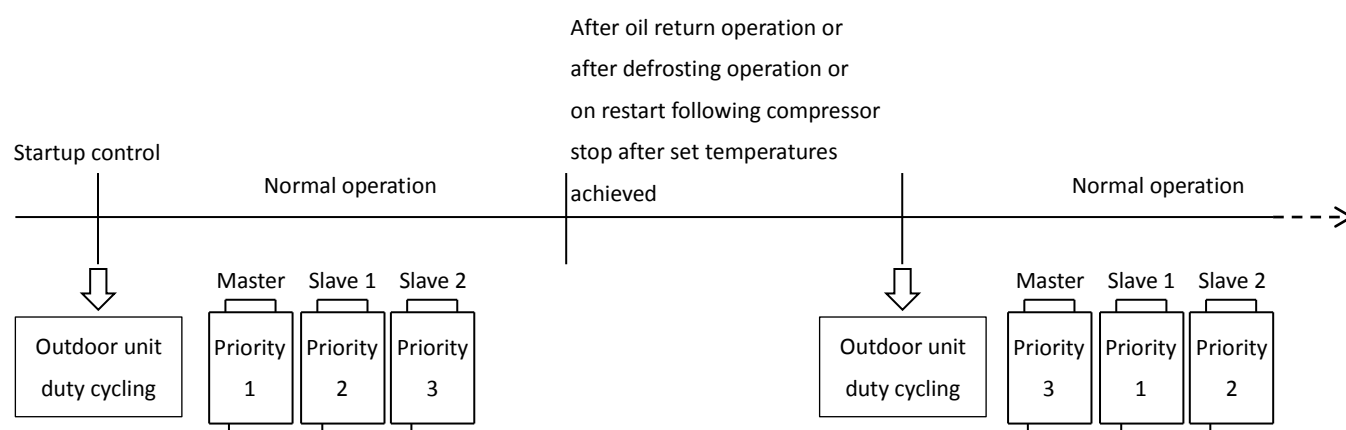 After oil return operation or
after defrosting operation or
on restart following compressor
stop after set temperatures
achieved
Startup control
Normal operation
Normal operation
Master Slave 1 Slave 2
Outdoor unit
duty cycling
Priority Priority Priority
1 2 3
Master Slave 1 Slave 2
Outdoor unit
duty cycling
Priority Priority Priority
3 1 2